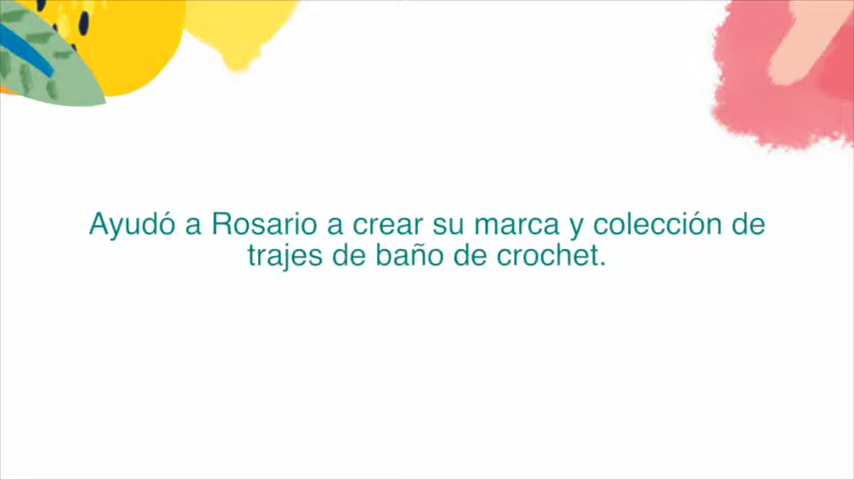 Ayudó a Rosario a crear su marca y colección de
trajes de baño de crochet.